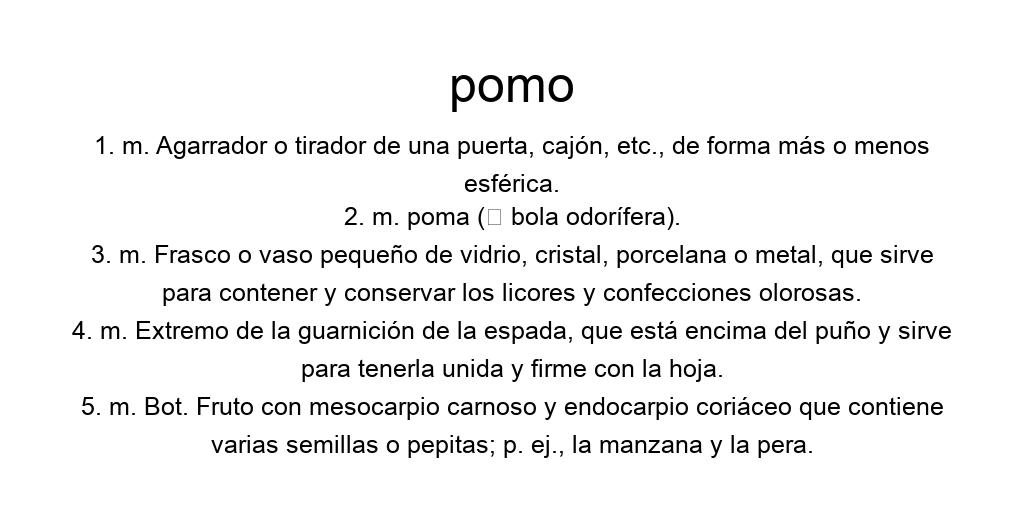 pomo
1. m. Agarrador o tirador de una puerta, cajón, etc., de forma más o menos
esférica.
2. m. poma (□ bola odorífera).
3. m. Frasco o vaso pequeño de vidrio, cristal, porcelana o metal, que sirve
para contener y conservar los licores y confecciones olorosas.
4. m. Extremo de la guarnición de la espada, que está encima del puño y sirve
para tenerla unida y firme con la hoja.
5. m. Bot. Fruto con mesocarpio carnoso y endocarpio coriáceo que contiene
varias semillas o pepitas; p. ej., la manzana y la pera.